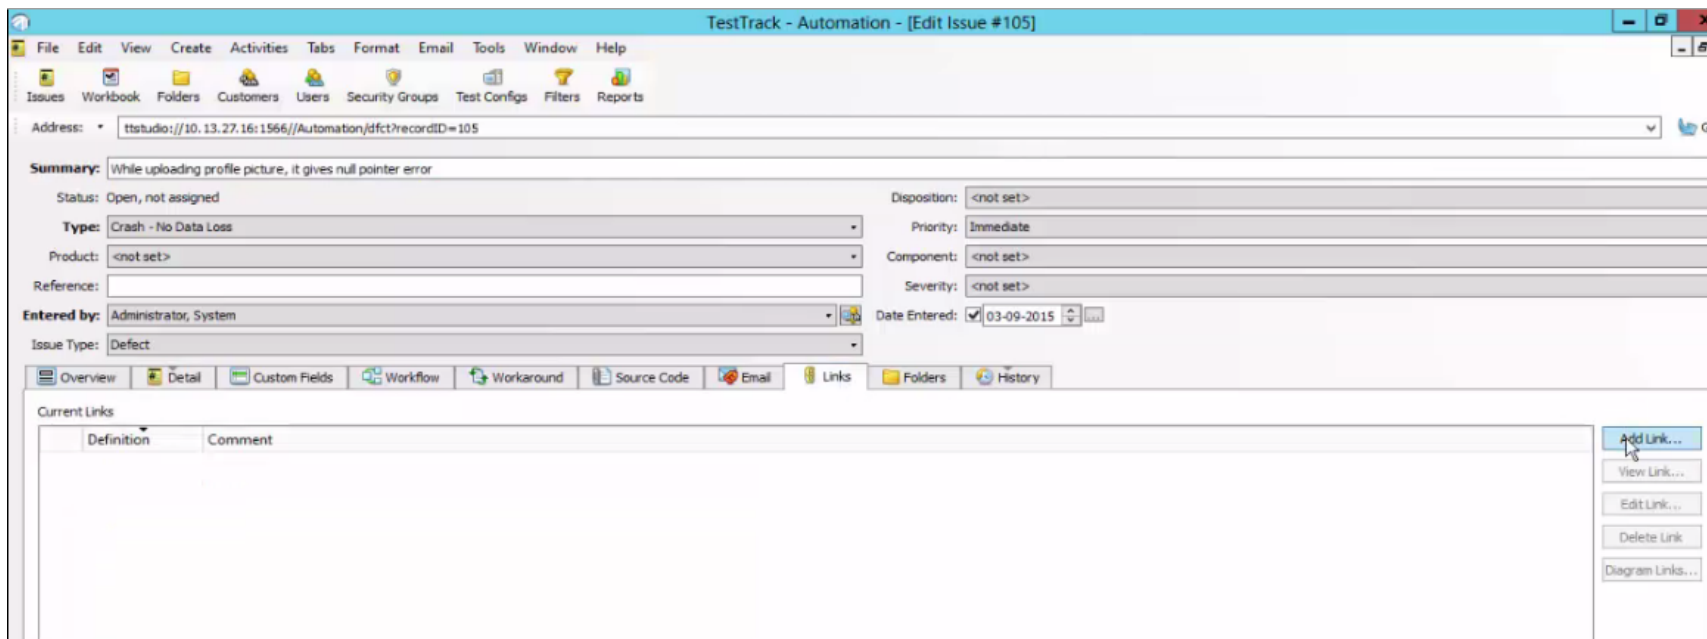 TestTrack - Automation - [Edit Issue #105]
File Edit View Create Activities Tabs Format Email Tools Window Help
Issues Workbook Folders Customers Users Security Groups Test Configs Filters Reports
Address: ttstudio://10.13.27.16:1566//Automation/dfct?recordID=105
Summary: While uploading profile picture, it gives null pointer error
Status: Open, not assigned Disposition: <not set>
Type: Crash - No Data Loss Priority: Immediate
Product: <not set> Component: <not set>
Reference: Severity: <not set>
Entered by: Administrator, System Date Entered: 03-09-2015 ...
Issue Type: Defect
Overview Detail Custom Fields Workflow Workaround Source Code Email Links Folders History
Current Links
Definition Comment
Add Link...
View Link...
Edit Link...
Delete Link
Diagram Links...